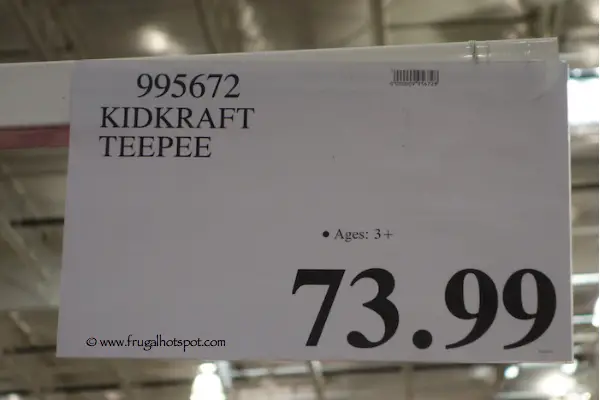 995672
KIDKRAFT
TEEPEE
• Ages: 3+
73.99
© www.frugalhotspot.com